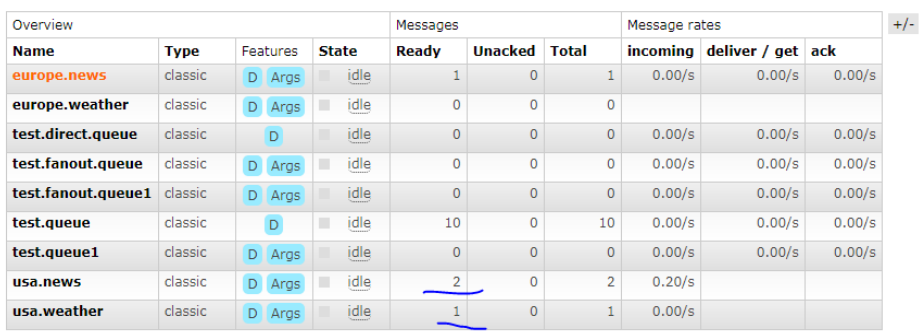 Overview Messages Message rates +/-
Name Type Features State Ready Unacked Total incoming deliver / get ack
europe.news classic D Args idle 1 0 1 0.00/s 0.00/s 0.00/s
europe.weather classic D Args idle 0 0 0
test.direct.queue classic D idle 0 0 0 0.00/s 0.00/s 0.00/s
test.fanout.queue classic D Args idle 0 0 0 0.00/s 0.00/s 0.00/s
test.fanout.queue1 classic D Args idle 0 0 0 0.00/s 0.00/s 0.00/s
test.queue classic D idle 10 0 10 0.00/s 0.00/s 0.00/s
test.queue1 classic D Args idle 0 0 0 0.00/s 0.00/s 0.00/s
usa.news classic D Args idle 2 0 2 0.20/s
usa.weather classic D Args idle 1 0 1 0.00/s